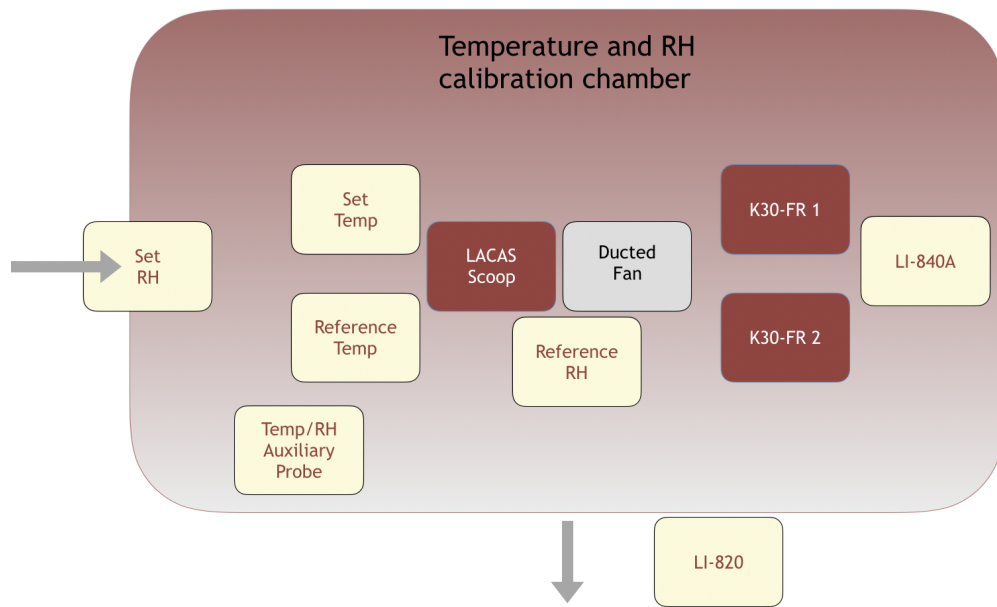 Temperature and RH
calibration chamber
Set
RH
Set
Temp
Reference
Temp
Temp/RH
Auxiliary
Probe
LACAS
Scoop
Ducted
Fan
Reference
RH
K30-FR 1
K30-FR 2
LI-840A
LI-820